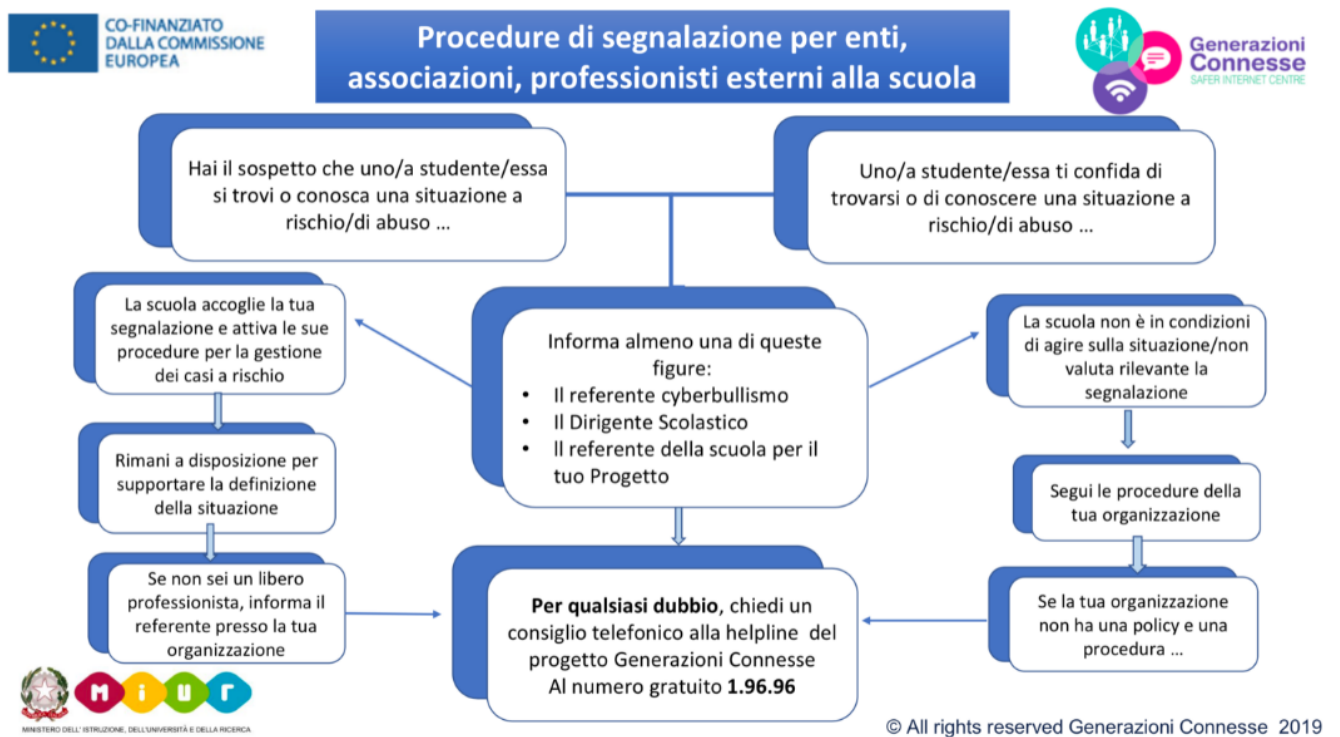 CO-FINANZIATO
DALLA COMMISSIONE
EUROPEA
Procedure di segnalazione per enti,
associazioni, professionisti esterni alla scuola
Generazioni
Connesse
SAFER INTERNET CENTRE
Hai il sospetto che uno/a studente/essa
si trovi o conosca una situazione a
rischio/di abuso ...
Uno/a studente/essa ti confida di
trovarsi o di conoscere una situazione a
rischio/di abuso ...
La scuola accoglie la tua
segnalazione e attiva le sue
procedure per la gestione
dei casi a rischio
Informa almeno una di queste
figure:
• Il referente cyberbullismo
• Il Dirigente Scolastico
• Il referente della scuola per il
tuo Progetto
La scuola non è in condizioni
di agire sulla situazione/non
valuta rilevante la
segnalazione
Rimani a disposizione per
supportare la definizione
della situazione
Segui le procedure della
tua organizzazione
Se non sei un libero
professionista, informa il
referente presso la tua
organizzazione
Per qualsiasi dubbio, chiedi un
consiglio telefonico alla helpline del
progetto Generazioni Connesse
Al numero gratuito 1.96.96
Se la tua organizzazione
non ha una policy e una
procedura ...
MiUr
MINISTERO DELL' ISTRUZIONE, DELL'UNIVERSITÀ E DELLA RICERCA
© All rights reserved Generazioni Connesse 2019